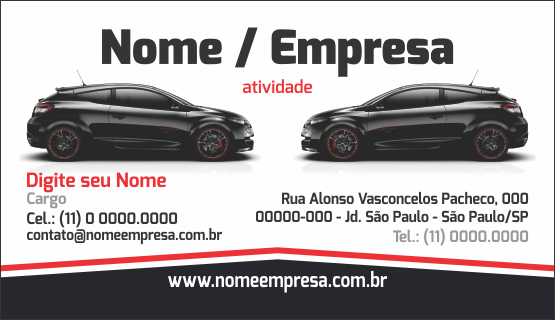 Nome / Empresa
atividade
Digite seu Nome
Cargo
Cel.: (11) 0 0000.0000
contato@nomeempresa.com.br
Rua Alonso Vasconcelos Pacheco, 000
00000-000 - Jd. São Paulo - São Paulo/SP
Tel.: (11) 0000.0000
www.nomeempresa.com.br